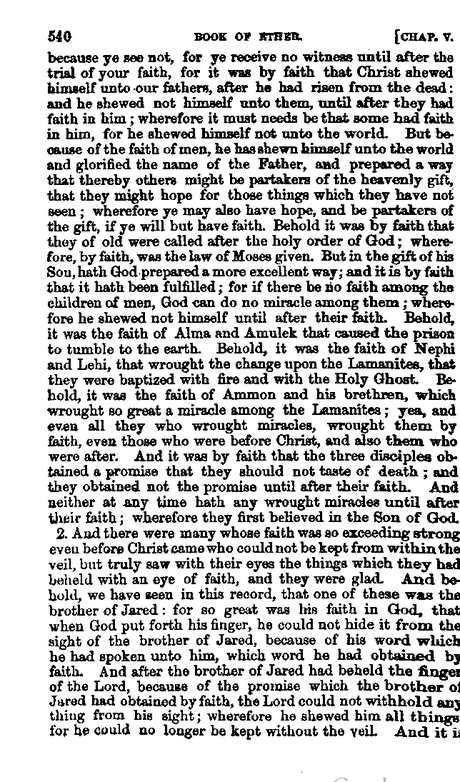 540 BOOK OF ETHER. [CHAP. V.
because ye see not, for ye receive no witness until after the
trial of your faith, for it was by faith that Christ shewed
himself unto our fathers, after he had risen from the dead:
and he shewed not himself unto them, until after they had
faith in him; wherefore it must needs be that some had faith
in him, for he shewed himself not unto the world. But be-
cause of the faith of men, he has shewn himself unto the world
and glorified the name of the Father, and prepared a way
that thereby others might be partakers of the heavenly gift,
that they might hope for those things which they have not
seen; wherefore ye may also have hope, and be partakers of
the gift, if ye will but have faith. Behold it was by faith that
they of old were called after the holy order of God; where-
fore, by faith, was the law of Moses given. But in the gift of his
Son, hath God prepared a more excellent way; and it is by faith
that it hath been fulfilled; for if there be no faith among the
children of men, God can do no miracle among them; where-
fore he shewed not himself until after their faith. Behold,
it was the faith of Alma and Amulek that caused the prison
to tumble to the earth. Behold, it was the faith of Nephi
and Lehi, that wrought the change upon the Lamanites, that
they were baptized with fire and with the Holy Ghost. Be-
hold, it was the faith of Ammon and his brethren, which
wrought so great a miracle among the Lamanites; yea, and
even all they who wrought miracles, wrought them by
faith, even those who were before Christ, and also them who
were after. And it was by faith that the three disciples ob-
tained a promise that they should not taste of death; and
they obtained not the promise until after their faith. And
neither at any time hath any wrought miracles until after
their faith; wherefore they first believed in the Son of God.
2. And there were many whose faith was so exceeding strong
even before Christ came who could not be kept from within the
veil, but truly saw with their eyes the things which they had
beheld with an eye of faith, and they were glad. And be-
hold, we have seen in this record, that one of these was the
brother of Jared: for so great was his faith in God, that
when God put forth his finger, he could not hide it from the
sight of the brother of Jared, because of his word which
he had spoken unto him, which word he had obtained by
faith. And after the brother of Jared had beheld the finger
of the Lord, because of the promise which the brother of
Jared had obtained by faith, the Lord could not withhold any
thing from his sight; wherefore he shewed him all things
for he could no longer be kept without the veil. And it is